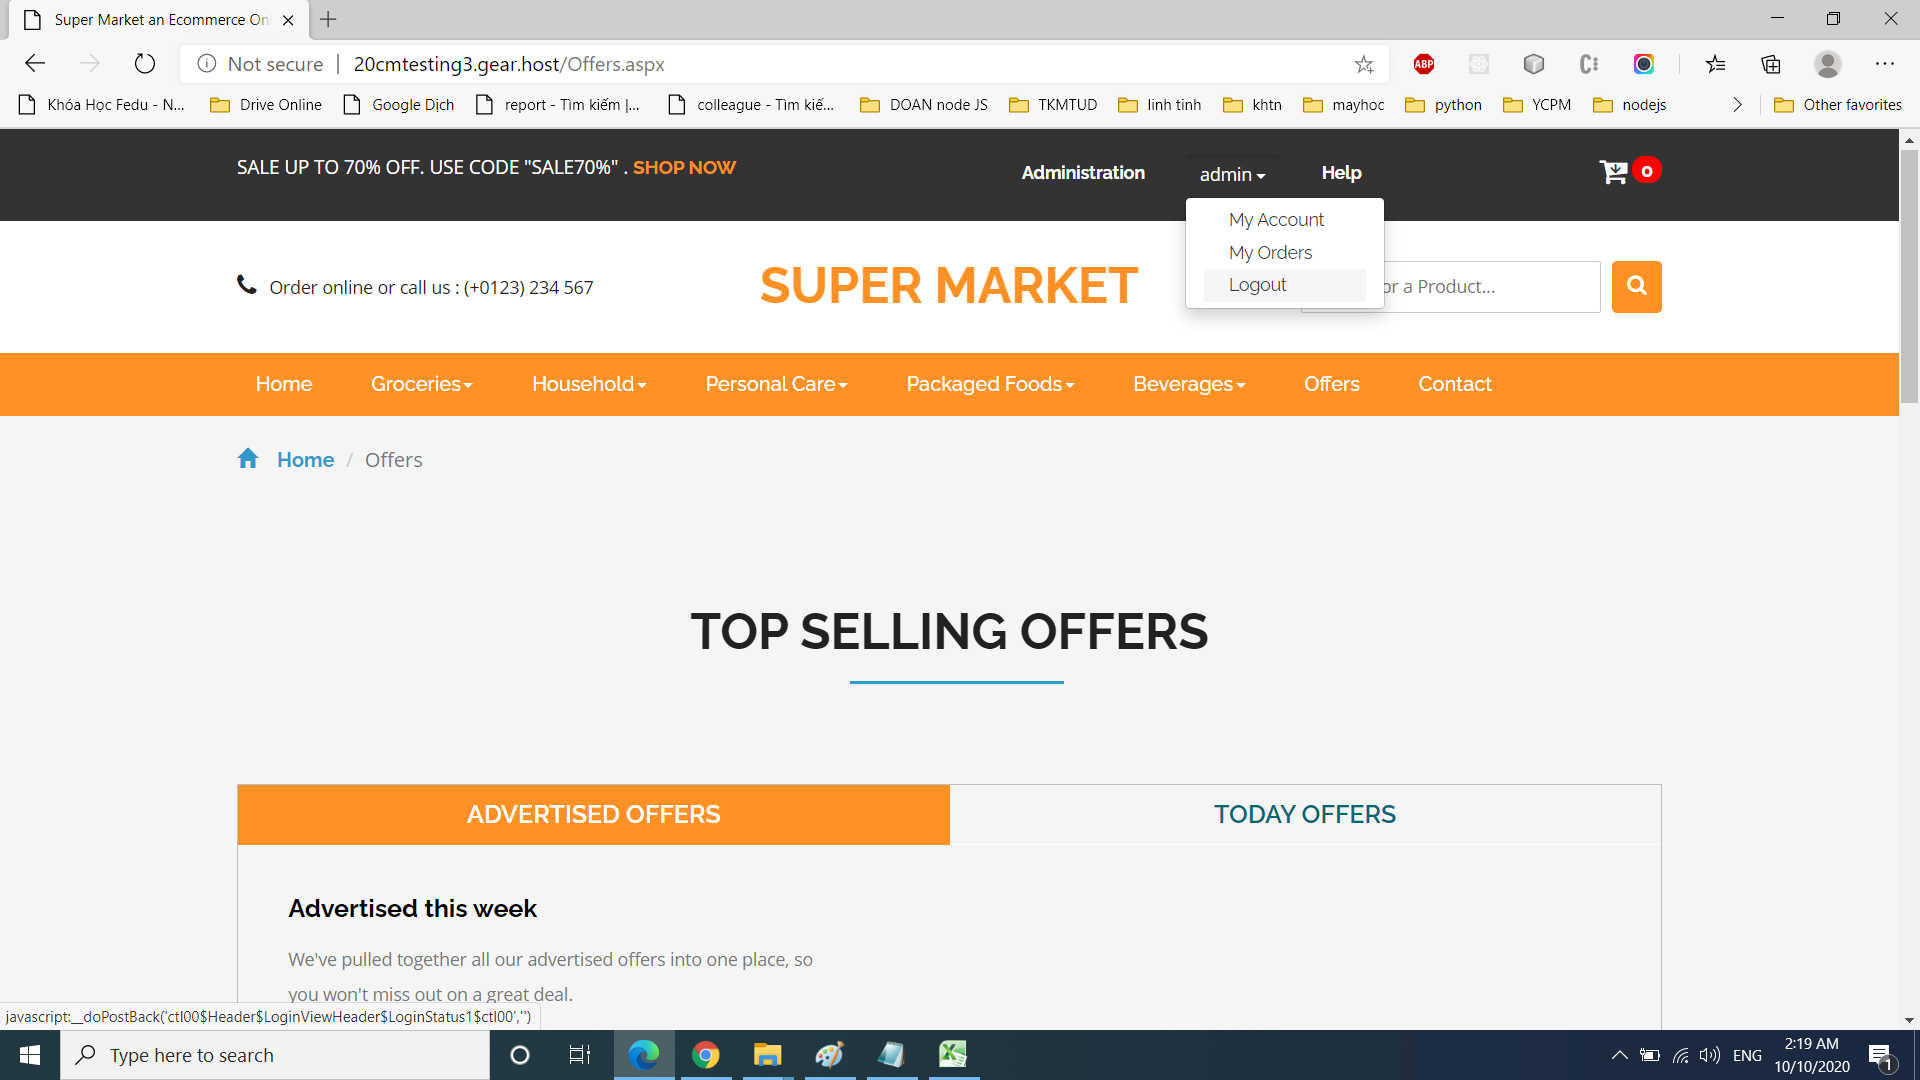 Super Market an Ecommerce On
Not secure | 20cmtesting3.gear.host/Offers.aspx
ABP
Khóa Học Fedu - N...
Drive Online
Google Dịch
report - Tìm kiếm |...
colleague - Tìm kiế...
DOAN node JS
TKMTUD
linh tinh
khtn
mayhoc
python
YCPM
nodejs
Other favorites
SALE UP TO 70% OFF. USE CODE "SALE70%" . SHOP NOW
Administration
admin
Help
0
My Account
My Orders
Logout
Order online or call us : (+0123) 234 567
SUPER MARKET
or a Product...
Home
Groceries
Household
Personal Care
Packaged Foods
Beverages
Offers
Contact
Home / Offers
TOP SELLING OFFERS
ADVERTISED OFFERS
TODAY OFFERS
Advertised this week
We've pulled together all our advertised offers into one place, so
you won't miss out on a great deal.
javascript:__doPostBack('ctl00$Header$LoginViewHeader$LoginStatus1$ctl00','')
Type here to search
ENG
2:19 AM
10/10/2020
1